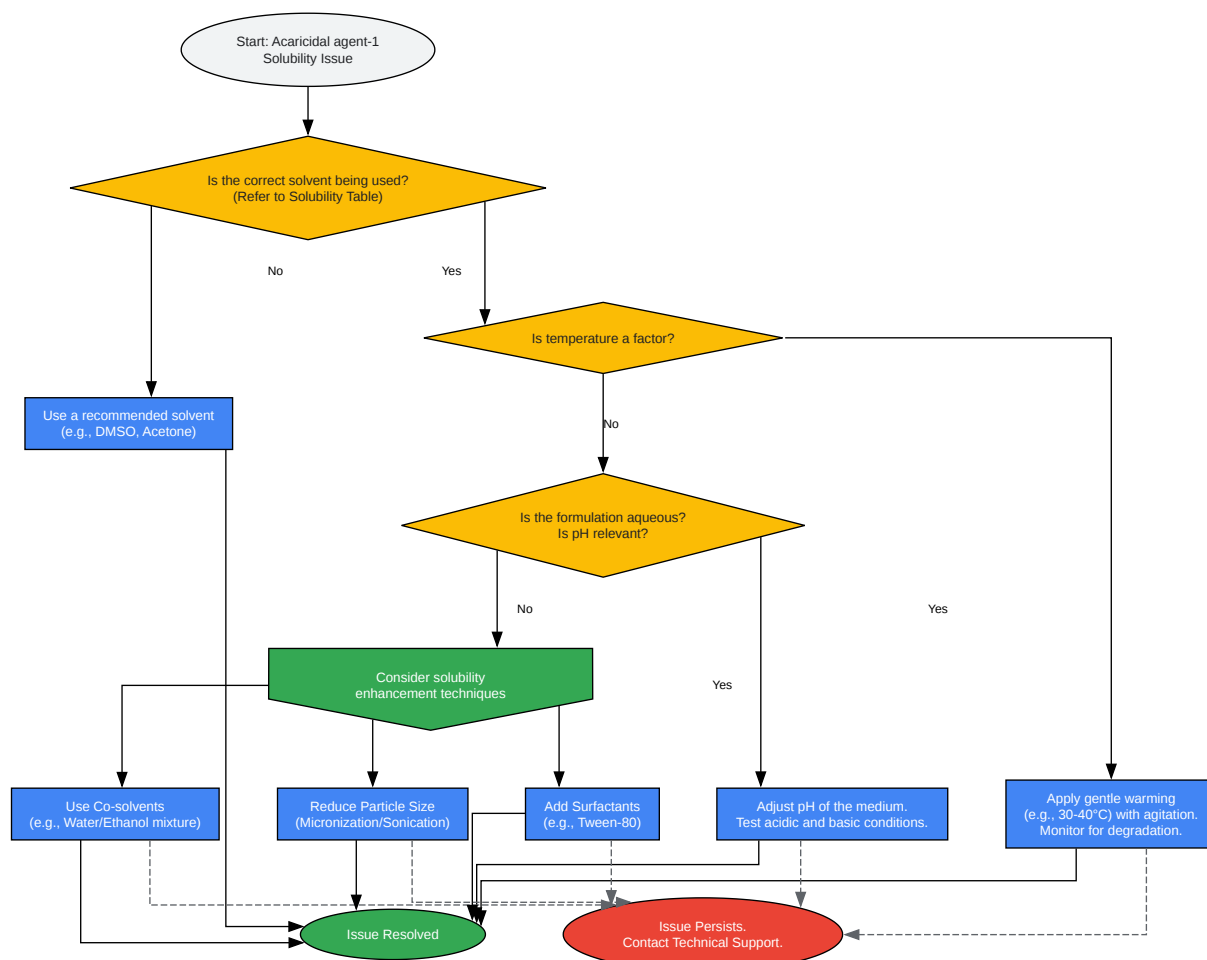 Start: Acaricidal agent-1
Solubility Issue
Is the correct solvent being used?
(Refer to Solubility Table)
No
Yes
Is temperature a factor?
Use a recommended solvent
(e.g., DMSO, Acetone)
No
Is the formulation aqueous?
Is pH relevant?
No
Yes
Consider solubility
enhancement techniques
Yes
Use Co-solvents
(e.g., Water/Ethanol mixture)
Reduce Particle Size
(Micronization/Sonication)
Add Surfactants
(e.g., Tween-80)
Adjust pH of the medium.
Test acidic and basic conditions.
Apply gentle warming
(e.g., 30-40°C) with agitation.
Monitor for degradation.
Issue Resolved
Issue Persists.
Contact Technical Support.